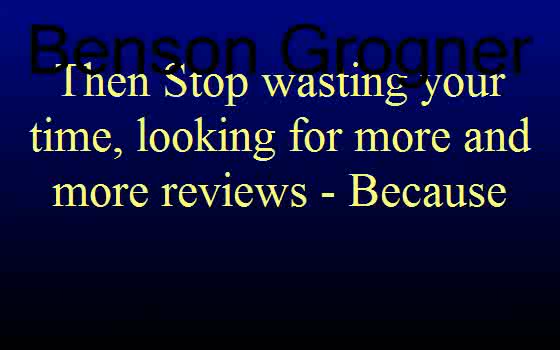 Benson Grogner
Then Stop wasting your
time, looking for more and
more reviews - Because